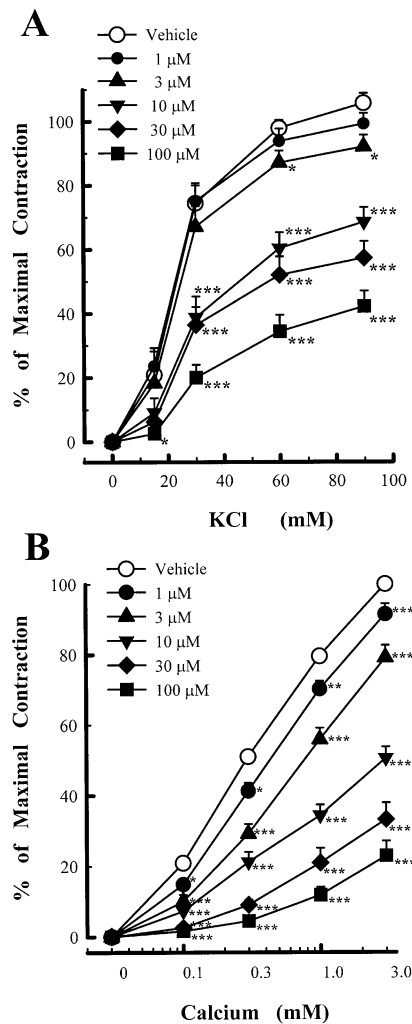 A
Vehicle
1 μM
3 μM
10 μM
30 μM
100 μM
% of Maximal Contraction
100
80
60
40
20
0
*
***
***
***
*
***
***
***
*
***
***
***
0 20 40 60 80 100
KCl (mM)
B
Vehicle
1 μM
3 μM
10 μM
30 μM
100 μM
% of Maximal Contraction
100
80
60
40
20
0
*
***
***
***
***
*
***
***
***
***
**
***
***
***
***
***
***
***
***
***
0 0.1 0.3 1.0 3.0
Calcium (mM)